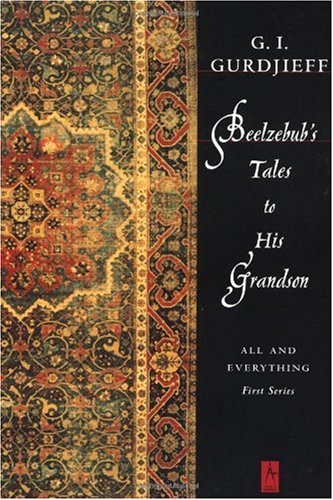 G. I.
GURDJIEFF
Beelzebub's
Tales
to
His
Grandson
ALL AND
EVERYTHING
First Series